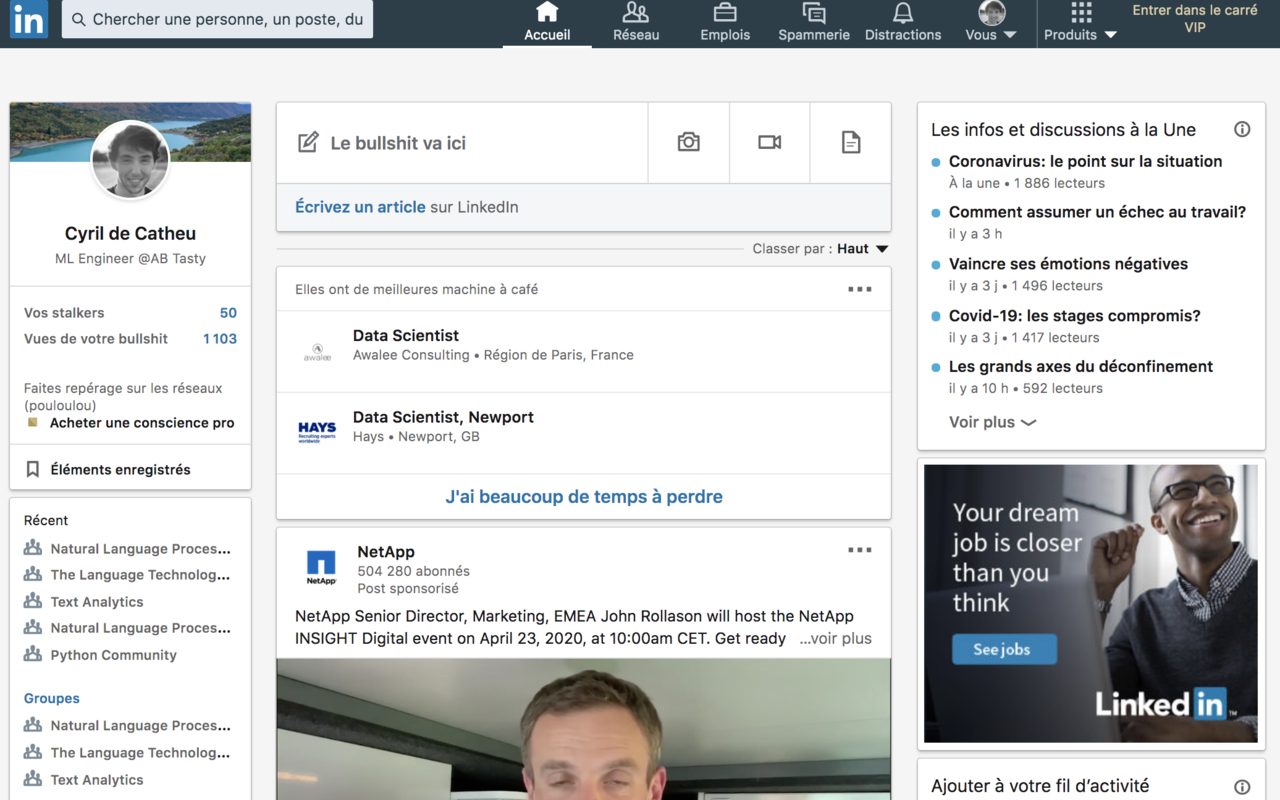 in
Chercher une personne, un poste, du
Accueil
Réseau
Emplois
Spammerie
Distractions
Vous
Produits
Entrer dans le carré
VIP
Cyril de Catheu
ML Engineer @AB Tasty
Vos stalkers 50
Vues de votre bullshit 1 103
Faites repérage sur les réseaux
(pouloulou)
Acheter une conscience pro
Éléments enregistrés
Récent
Natural Language Proces...
The Language Technolog...
Text Analytics
Natural Language Proces...
Python Community
Groupes
Natural Language Proces...
The Language Technolog...
Text Analytics
Le bullshit va ici
Écrivez un article sur LinkedIn
Classer par : Haut
Elles ont de meilleures machine à café
awalee
Data Scientist
Awalee Consulting • Région de Paris, France
HAYS
Recruiting experts
worldwide
Data Scientist, Newport
Hays • Newport, GB
J'ai beaucoup de temps à perdre
NetApp
NetApp
504 280 abonnés
Post sponsorisé
NetApp Senior Director, Marketing, EMEA John Rollason will host the NetApp
INSIGHT Digital event on April 23, 2020, at 10:00am CET. Get ready ...voir plus
Les infos et discussions à la Une
Coronavirus: le point sur la situation
À la une • 1 886 lecteurs
Comment assumer un échec au travail?
il y a 3 h
Vaincre ses émotions négatives
il y a 3 j • 1 496 lecteurs
Covid-19: les stages compromis?
il y a 3 j • 1 417 lecteurs
Les grands axes du déconfinement
il y a 10 h • 592 lecteurs
Voir plus
Your dream
job is closer
than you
think
See jobs
Linked in ™
Ajouter à votre fil d'activité